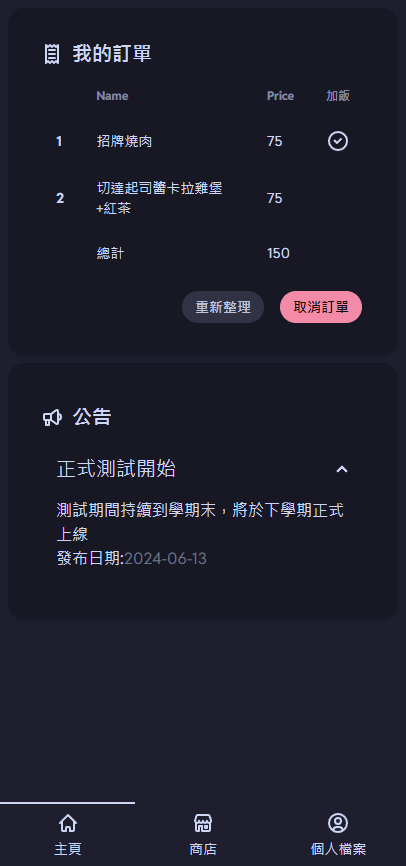 我的訂單
Name Price 加飯
1 招牌燒肉 75
2 切達起司醬卡拉雞堡 75
+紅茶
總計 150
重新整理 取消訂單
公告
正式測試開始
測試期間持續到學期末，將於下學期正式
上線
發布日期:2024-06-13
主頁 商店 個人檔案